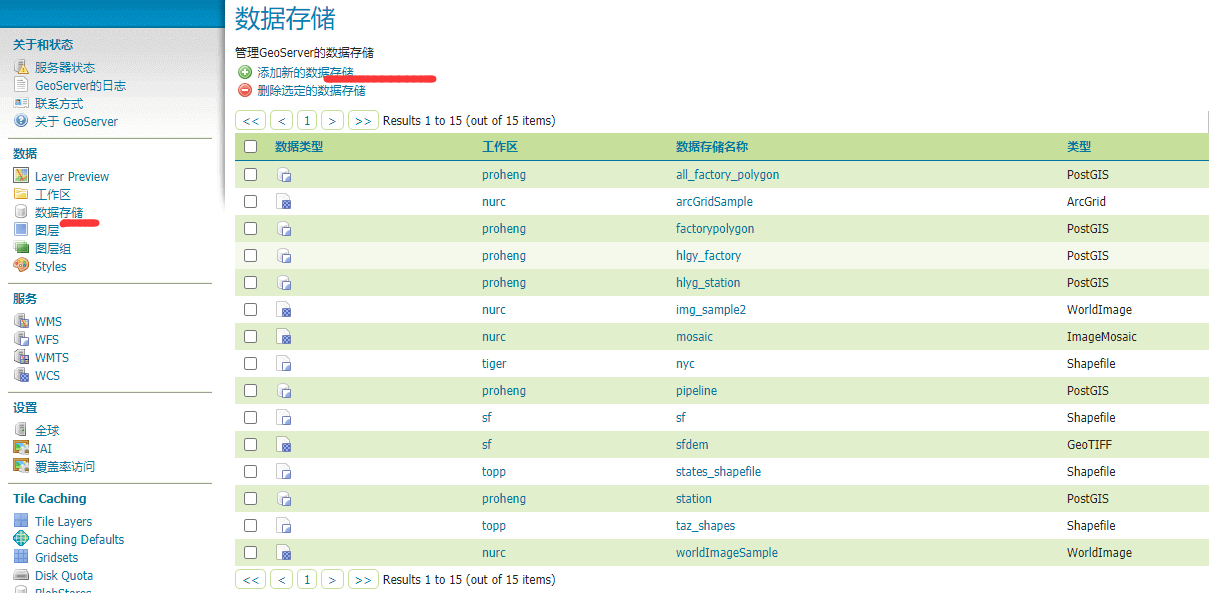 关于和状态
服务器状态
GeoServer的日志
联系方式
关于 GeoServer
数据
Layer Preview
工作区
数据存储
图层
图层组
Styles
服务
WMS
WFS
WMTS
WCS
设置
全球
JAI
覆盖率访问
Tile Caching
Tile Layers
Caching Defaults
Gridsets
Disk Quota
BlobStores
数据存储
管理GeoServer的数据存储
添加新的数据存储
删除选定的数据存储
<< < 1 > >> Results 1 to 15 (out of 15 items)
数据类型 工作区 数据存储名称 类型
proheng all_factory_polygon PostGIS
nurc arcGridSample ArcGrid
proheng factorypolygon PostGIS
proheng hlgy_factory PostGIS
proheng hlyg_station PostGIS
nurc img_sample2 WorldImage
nurc mosaic ImageMosaic
tiger nyc Shapefile
proheng pipeline PostGIS
sf sf Shapefile
sf sfdem GeoTIFF
topp states_shapefile Shapefile
proheng station PostGIS
topp taz_shapes Shapefile
nurc worldImageSample WorldImage
<< < 1 > >> Results 1 to 15 (out of 15 items)